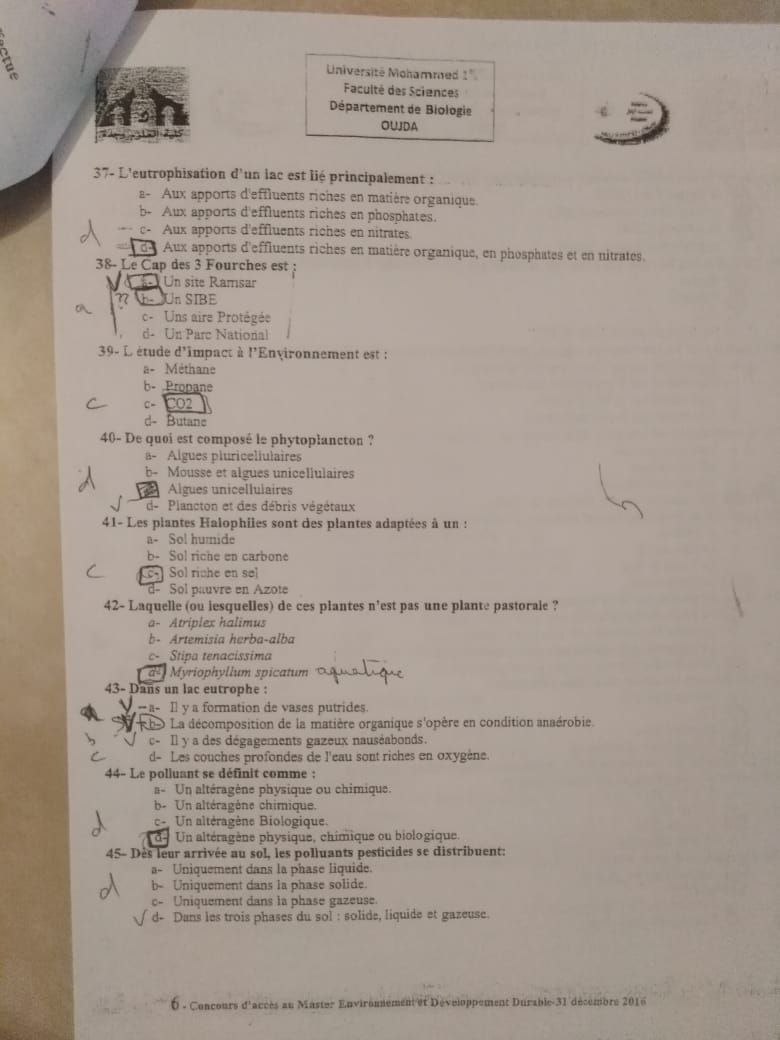 ectue
Université Mohammed 1er
Faculté des Sciences
Département de Biologie
OUJDA
كلية العلوم وجدة
37- L'eutrophisation d'un lac est lié principalement :
a- Aux apports d'effluents riches en matière organique.
b- Aux apports d'effluents riches en phosphates.
c- Aux apports d'effluents riches en nitrates.
d d- Aux apports d'effluents riches en matière organique, en phosphates et en nitrates.
38- Le Cap des 3 Fourches est :
a- Un site Ramsar
?? b- Un SIBE
a c- Uns aire Protégée
d- Un Parc National
39- L étude d'impact à l'Environnement est :
a- Méthane
b- Propane
c c- CO2
d- Butane
40- De quoi est composé le phytoplancton ?
a- Algues pluricellulaires
b- Mousse et algues unicellulaires
d Algues unicellulaires
d- Plancton et des débris végétaux
41- Les plantes Halophiles sont des plantes adaptées à un :
a- Sol humide
b- Sol riche en carbone
c c- Sol riche en sel
d- Sol pauvre en Azote
42- Laquelle (ou lesquelles) de ces plantes n'est pas une plante pastorale ?
a- Atriplex halimus
b- Artemisia herba-alba
c- Stipa tenacissima
d- Myriophyllum spicatum aquatique
43- Dans un lac eutrophe :
a- Il y a formation de vases putrides.
b- La décomposition de la matière organique s'opère en condition anaérobie.
b c- Il y a des dégagements gazeux nauséabonds.
c d- Les couches profondes de l'eau sont riches en oxygène.
44- Le polluant se définit comme :
a- Un altéragène physique ou chimique.
b- Un altéragène chimique.
c- Un altéragène Biologique.
d d- Un altéragène physique, chimique ou biologique.
45- Dès leur arrivée au sol, les polluants pesticides se distribuent:
a- Uniquement dans la phase liquide.
d b- Uniquement dans la phase solide.
c- Uniquement dans la phase gazeuse.
d- Dans les trois phases du sol : solide, liquide et gazeuse.
6 - Concours d'accès au Master Environnement et Développement Durable-31 décembre 2016